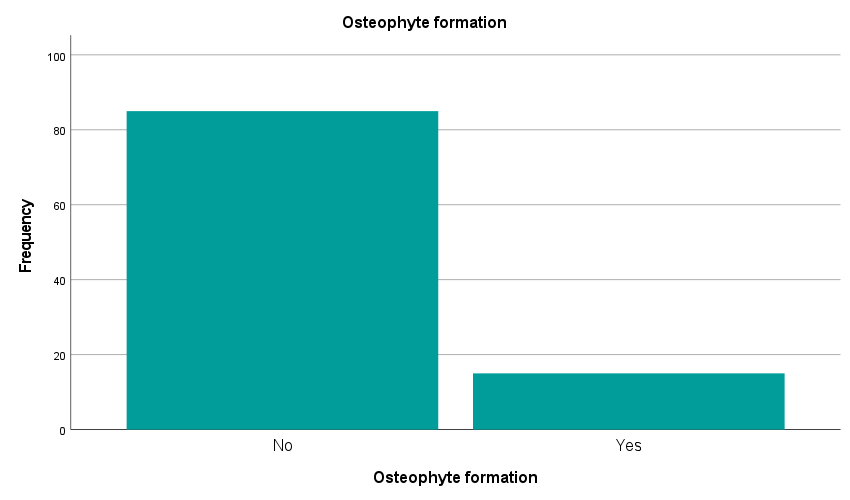 Osteophyte formation
100
80
60
40
20
0
Frequency
No Yes
Osteophyte formation